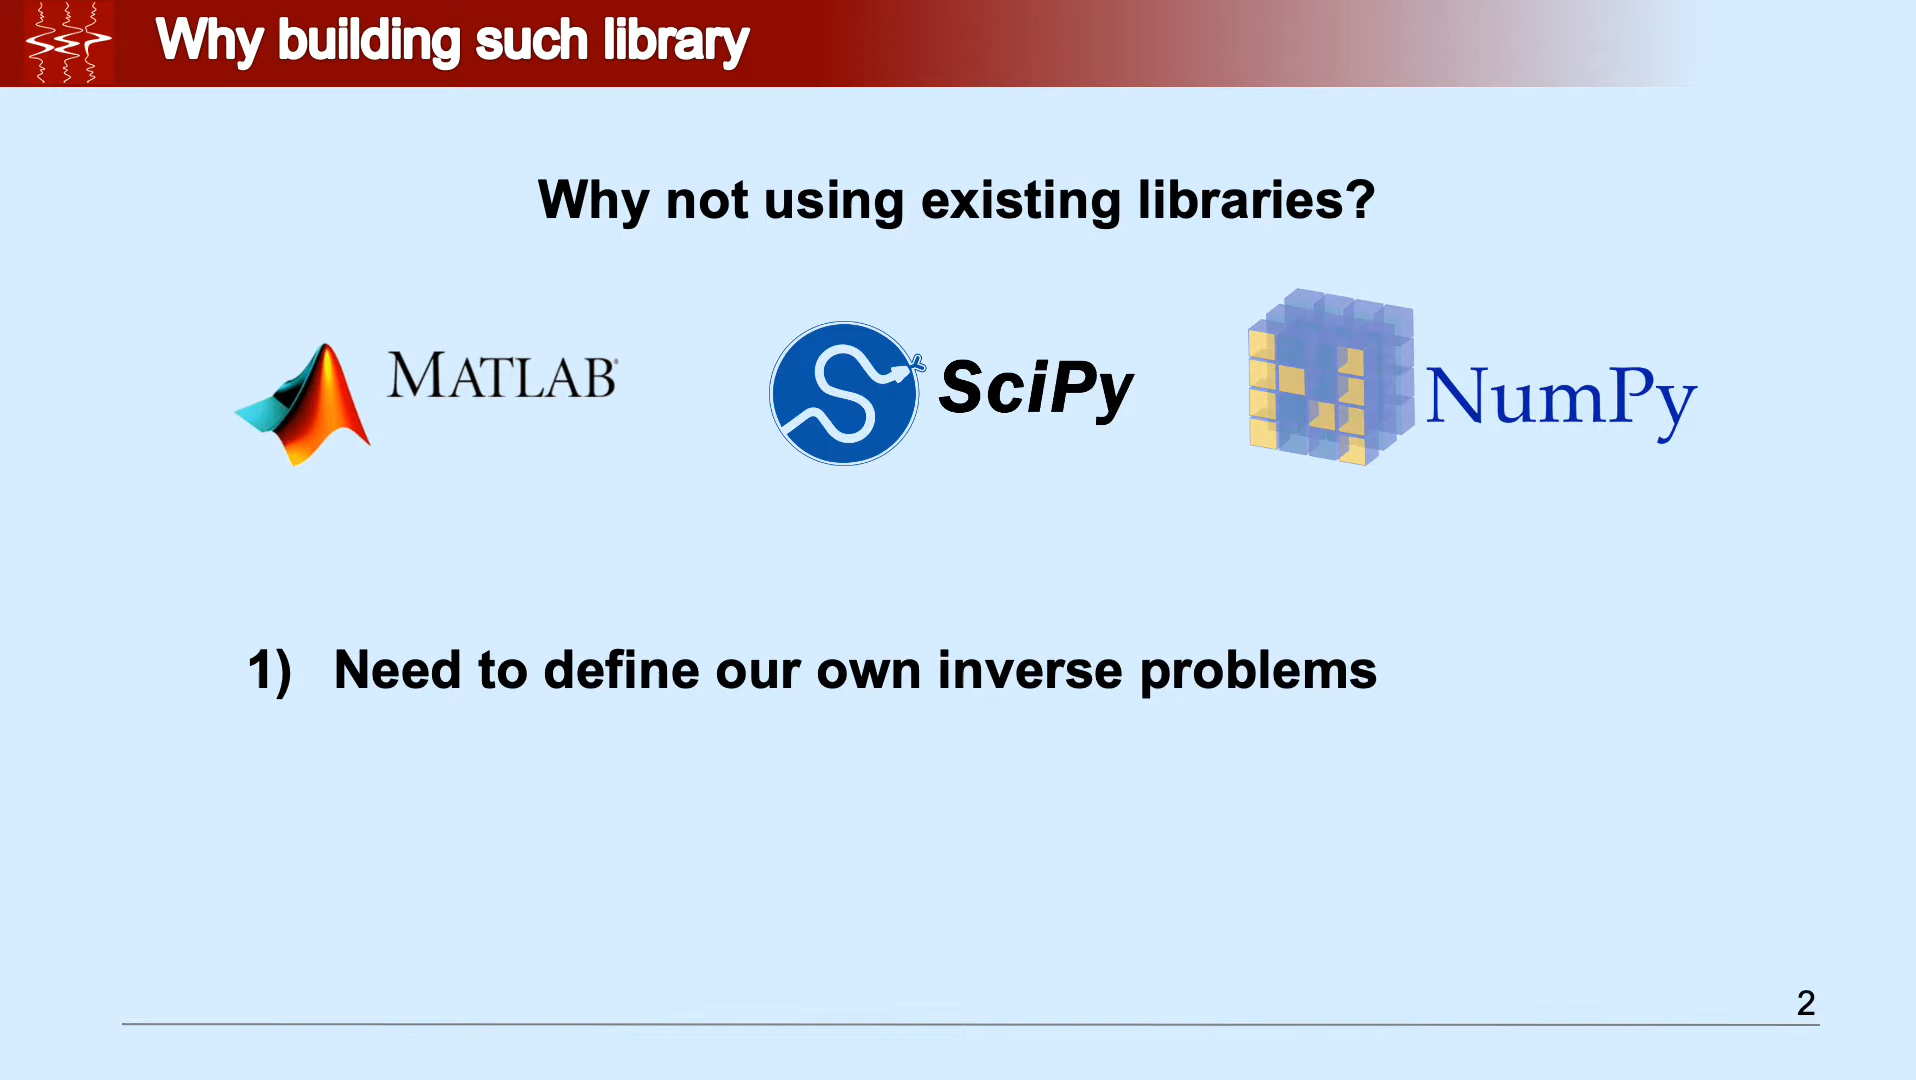 Why building such library
Why not using existing libraries?
MATLAB®
SciPy
NumPy
1) Need to define our own inverse problems
2